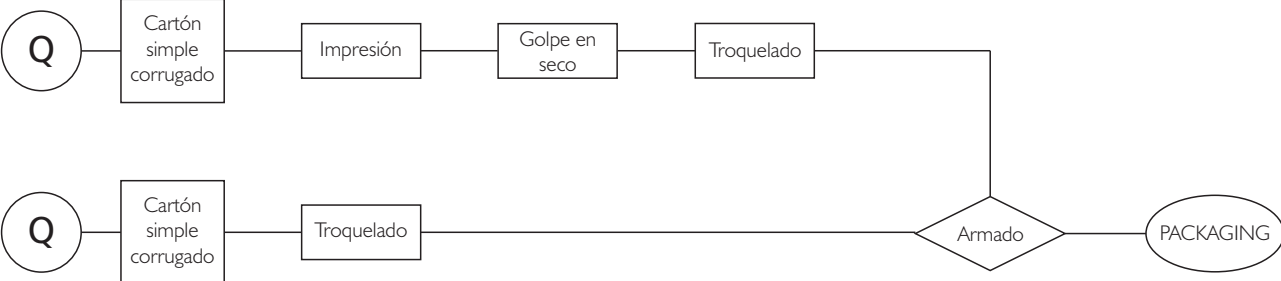 Q
Cartón
simple
corrugado
Impresión
Golpe en
seco
Troquelado
Q
Cartón
simple
corrugado
Troquelado
Armado
PACKAGING